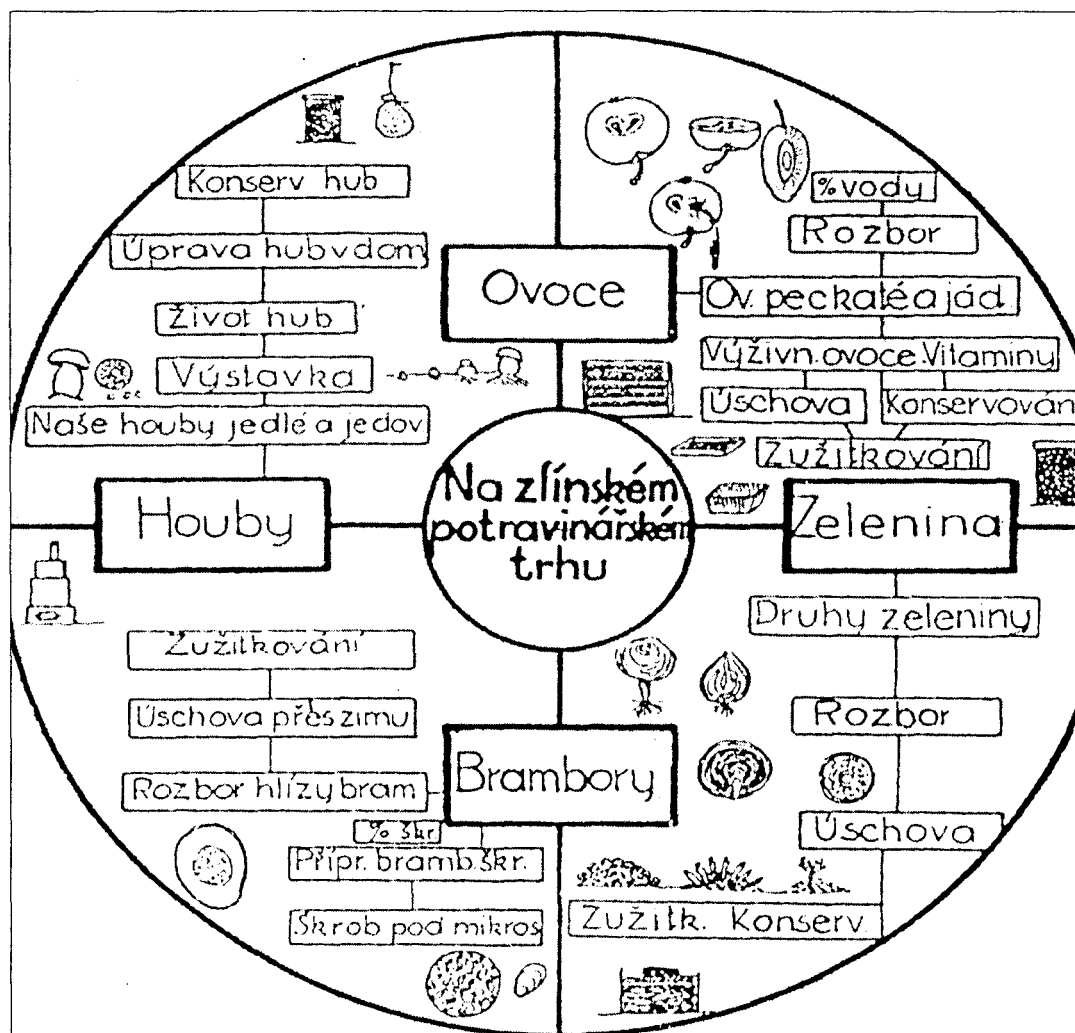 Konserv hub
Úprava hub v dom
Život hub
Výstavka
Naše houby jedlé a jedov
Houby
Ovoce
% vody
Rozbor
Ov. peckaté a jád
Výživn. ovoce. Vitaminy
Úschova
Konservován
Zužitkování
Na zlínském
potravinářském
trhu
Zelenina
Druhy zeleniny
Rozbor
Úschova
Zužitk. Konserv.
Brambory
Zužitkování
Úschova přes zimu
Rozbor hlízy bram
% škr
Přípr. bramb. škr.
Škrob pod mikros